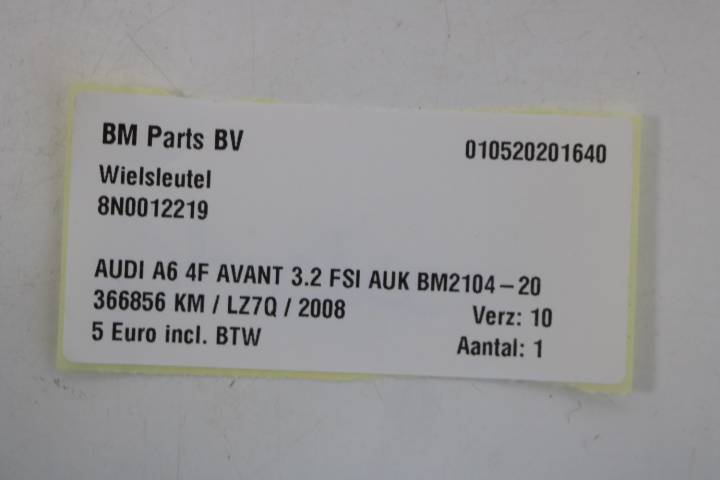 BM Parts BV 010520201640
Wielsleutel
8N0012219
AUDI A6 4F AVANT 3.2 FSI AUK BM2104-20
366856 KM / LZ7Q / 2008 Verz: 10
5 Euro incl. BTW Aantal: 1